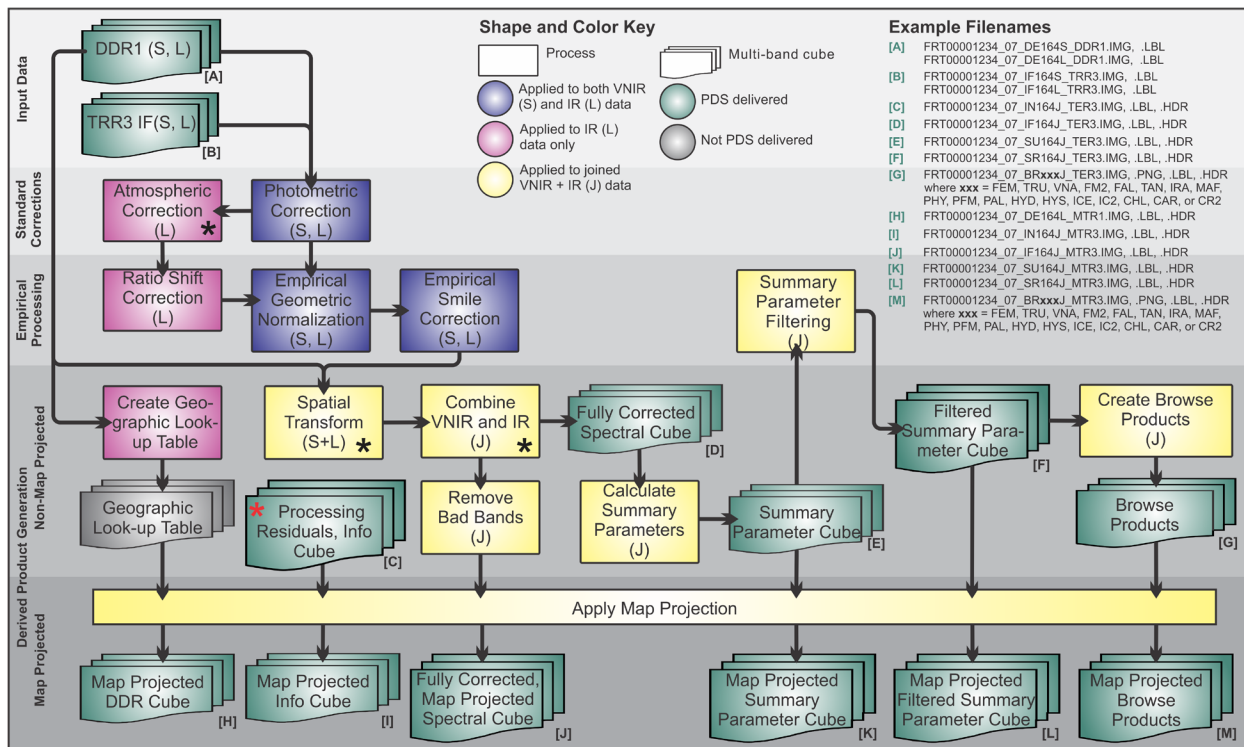 Shape and Color Key
Process
Multi-band cube
Applied to both VNIR
(S) and IR (L) data
PDS delivered
Applied to IR (L)
data only
Not PDS delivered
Applied to joined
VNIR + IR (J) data
Example Filenames
[A] FRT00001234_07_DE164S_DDR1.IMG, .LBL
FRT00001234_07_DE164L_DDR1.IMG, .LBL
[B] FRT00001234_07_IF164S_TRR3.IMG, .LBL
FRT00001234_07_IF164L_TRR3.IMG, .LBL
[C] FRT00001234_07_IN164J_TER3.IMG, .LBL, .HDR
[D] FRT00001234_07_IF164J_TER3.IMG, .LBL, .HDR
[E] FRT00001234_07_SU164J_TER3.IMG, .LBL, .HDR
[F] FRT00001234_07_SR164J_TER3.IMG, .LBL, .HDR
[G] FRT00001234_07_BRxxxJ_TER3.IMG, .PNG, .LBL, .HDR
where xxx = FEM, TRU, VNA, FM2, FAL, TAN, IRA, MAF,
PHY, PFM, PAL, HYD, HYS, ICE, IC2, CHL, CAR, or CR2
[H] FRT00001234_07_DE164L_MTR1.IMG, .LBL, .HDR
[I] FRT00001234_07_IN164J_MTR3.IMG, .LBL, .HDR
[J] FRT00001234_07_IF164J_MTR3.IMG, .LBL, .HDR
[K] FRT00001234_07_SU164J_MTR3.IMG, .LBL, .HDR
[L] FRT00001234_07_SR164J_MTR3.IMG, .LBL, .HDR
[M] FRT00001234_07_BRxxxJ_MTR3.IMG, .PNG, .LBL, .HDR
where xxx = FEM, TRU, VNA, FM2, FAL, TAN, IRA, MAF,
PHY, PFM, PAL, HYD, HYS, ICE, IC2, CHL, CAR, or CR2
Input Data
DDR1 (S, L)
[A]
TRR3 IF(S, L)
[B]
Standard
Corrections
Atmospheric
Correction
(L) *
Photometric
Correction
(S, L)
Empirical
Processing
Ratio Shift
Correction
(L)
Empirical
Geometric
Normalization
(S, L)
Empirical
Smile
Correction
(S, L)
Summary
Parameter
Filtering
(J)
Derived Product Generation
Non-Map Projected
Create Geo-
graphic Look-
up Table
Spatial
Transform
(S+L) *
Combine
VNIR and IR
(J) *
Fully Corrected
Spectral Cube
[D]
Filtered
Summary Para-
meter Cube
[F]
Create Browse
Products
(J)
Geographic
Look-up Table
* Processing
Residuals, Info
Cube
[C]
Remove
Bad Bands
(J)
Calculate
Summary
Parameters
(J)
Summary
Parameter Cube
[E]
Browse
Products
[G]
Map Projected
Apply Map Projection
Map Projected
DDR Cube
[H]
Map Projected
Info Cube
[I]
Fully Corrected,
Map Projected
Spectral Cube
[J]
Map Projected
Summary
Parameter Cube
[K]
Map Projected
Filtered Summary
Parameter Cube
[L]
Map Projected
Browse
Products
[M]